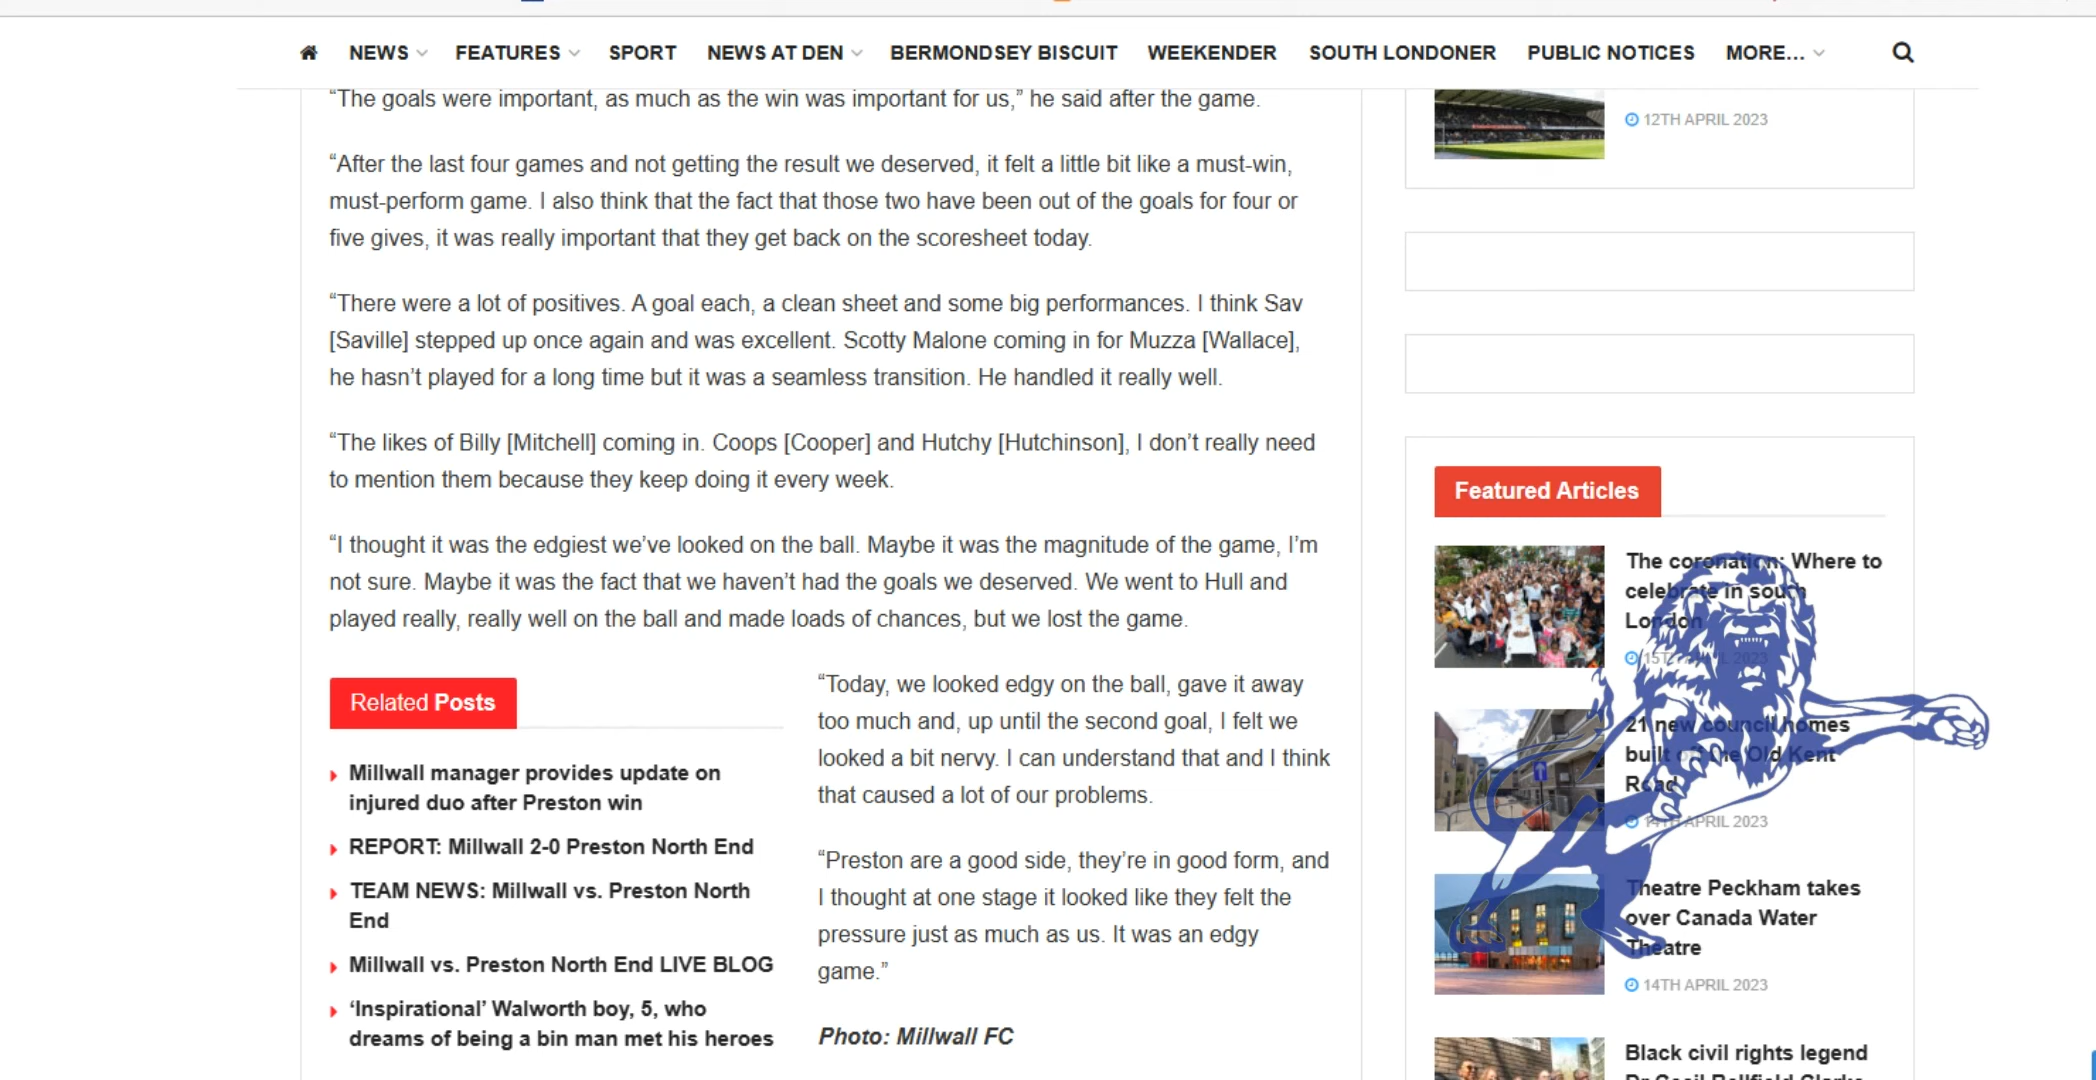 NEWS FEATURES SPORT NEWS AT DEN BERMONDSEY BISCUIT WEEKENDER SOUTH LONDONER PUBLIC NOTICES MORE...
“The goals were important, as much as the win was important for us,” he said after the game.
“After the last four games and not getting the result we deserved, it felt a little bit like a must-win,
must-perform game. I also think that the fact that those two have been out of the goals for four or
five gives, it was really important that they get back on the scoresheet today.
“There were a lot of positives. A goal each, a clean sheet and some big performances. I think Sav
[Saville] stepped up once again and was excellent. Scotty Malone coming in for Muzza [Wallace],
he hasn’t played for a long time but it was a seamless transition. He handled it really well.
“The likes of Billy [Mitchell] coming in. Coops [Cooper] and Hutchy [Hutchinson], I don’t really need
to mention them because they keep doing it every week.
“I thought it was the edgiest we’ve looked on the ball. Maybe it was the magnitude of the game, I’m
not sure. Maybe it was the fact that we haven’t had the goals we deserved. We went to Hull and
played really, really well on the ball and made loads of chances, but we lost the game.
Related Posts
Millwall manager provides update on
injured duo after Preston win
REPORT: Millwall 2-0 Preston North End
TEAM NEWS: Millwall vs. Preston North
End
Millwall vs. Preston North End LIVE BLOG
‘Inspirational’ Walworth boy, 5, who
dreams of being a bin man met his heroes
“Today, we looked edgy on the ball, gave it away
too much and, up until the second goal, I felt we
looked a bit nervy. I can understand that and I think
that caused a lot of our problems.
“Preston are a good side, they’re in good form, and
I thought at one stage it looked like they felt the
pressure just as much as us. It was an edgy
game.”
Photo: Millwall FC
12TH APRIL 2023
Featured Articles
The coronation: Where to
celebrate in south
London
15TH APRIL 2023
21 new council homes
built off the Old Kent
Road
14TH APRIL 2023
Theatre Peckham takes
over Canada Water
Theatre
14TH APRIL 2023
Black civil rights legend